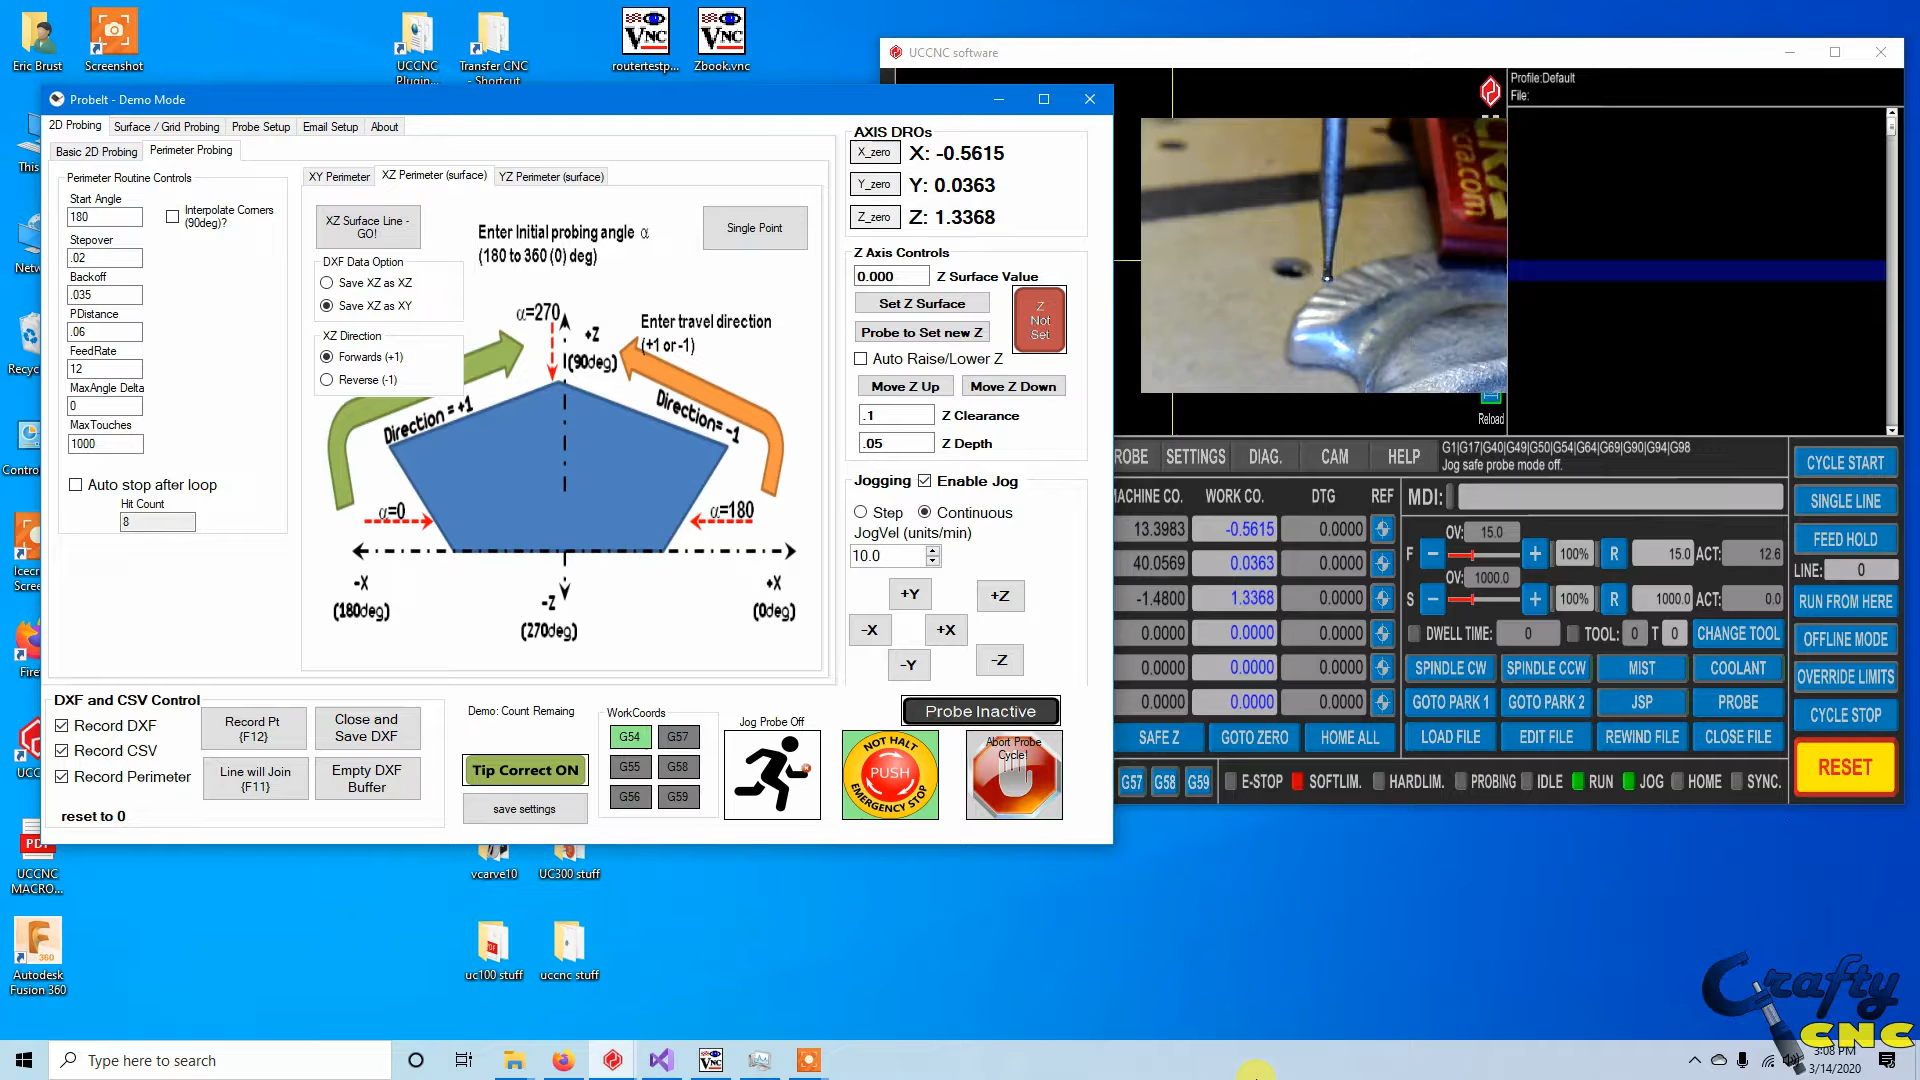 Eric Brust
Screenshot
UCCNC
Plugin...
Transfer CNC
- Shortcut
VNC
routertestp...
VNC
Zbook.vnc
UCCNC software
ProbeIt - Demo Mode
2D Probing
Surface / Grid Probing
Probe Setup
Email Setup
About
Basic 2D Probing
Perimeter Probing
Perimeter Routine Controls
Start Angle
180
Interpolate Corners
(90deg)?
Stepover
.02
Backoff
.035
PDistance
.06
FeedRate
12
MaxAngle Delta
0
MaxTouches
1000
Auto stop after loop
Hit Count
8
XY Perimeter
XZ Perimeter (surface)
YZ Perimeter (surface)
XZ Surface Line -
GO!
Enter Initial probing angle α
(180 to 360 (0) deg)
Single Point
DXF Data Option
Save XZ as XZ
Save XZ as XY
XZ Direction
Forwards (+1)
Reverse (-1)
α=270
+Z
(90deg)
Enter travel direction
(+1 or -1)
Direction = +1
Direction= -1
α=0
α=180
-X
(180deg)
-Z
(270deg)
+X
(0deg)
AXIS DROs
X_zero
X: -0.5615
Y_zero
Y: 0.0363
Z_zero
Z: 1.3368
Z Axis Controls
0.000
Z Surface Value
Set Z Surface
Probe to Set new Z
Z
Not
Set
Auto Raise/Lower Z
Move Z Up
Move Z Down
.1
Z Clearance
.05
Z Depth
Jogging
Enable Jog
Step
Continuous
JogVel (units/min)
10.0
+Y
+Z
-X
+X
-Y
-Z
DXF and CSV Control
Record DXF
Record CSV
Record Perimeter
reset to 0
Record Pt
{F12}
Close and
Save DXF
Line will Join
{F11}
Empty DXF
Buffer
Demo: Count Remaing
Tip Correct ON
save settings
WorkCoords
G54
G57
G55
G58
G56
G59
Jog Probe Off
Probe Inactive
NOT HALT
PUSH
EMERGENCY STOP
Abort Probe
Cycle!
Profile:Default
File:
Reload
ROBE
SETTINGS
DIAG.
CAM
HELP
G1|G17|G40|G49|G50|G54|G64|G69|G90|G94|G98
Jog safe probe mode off.
MACHINE CO.
WORK CO.
DTG
REF
13.3983
-0.5615
0.0000
40.0569
0.0363
0.0000
-1.4800
1.3368
0.0000
0.0000
0.0000
0.0000
0.0000
0.0000
0.0000
0.0000
0.0000
0.0000
SAFE Z
GOTO ZERO
HOME ALL
MDI:
OV:
15.0
F
100%
R
15.0
ACT:
12.6
OV:
1000.0
S
100%
R
1000.0
ACT:
0.0
DWELL TIME:
0
TOOL:
0
T
0
CHANGE TOOL
SPINDLE CW
SPINDLE CCW
MIST
COOLANT
GOTO PARK 1
GOTO PARK 2
JSP
PROBE
LOAD FILE
EDIT FILE
REWIND FILE
CLOSE FILE
G57
G58
G59
E-STOP
SOFTLIM.
HARDLIM.
PROBING
IDLE
RUN
JOG
HOME
SYNC.
CYCLE START
SINGLE LINE
FEED HOLD
LINE:
0
RUN FROM HERE
OFFLINE MODE
OVERRIDE LIMITS
CYCLE STOP
RESET
UCCNC
MACRO...
vcarve10
UC300 stuff
Autodesk
Fusion 360
uc100 stuff
uccnc stuff
Crafty
CNC
Type here to search
3:08 PM
3/14/2020